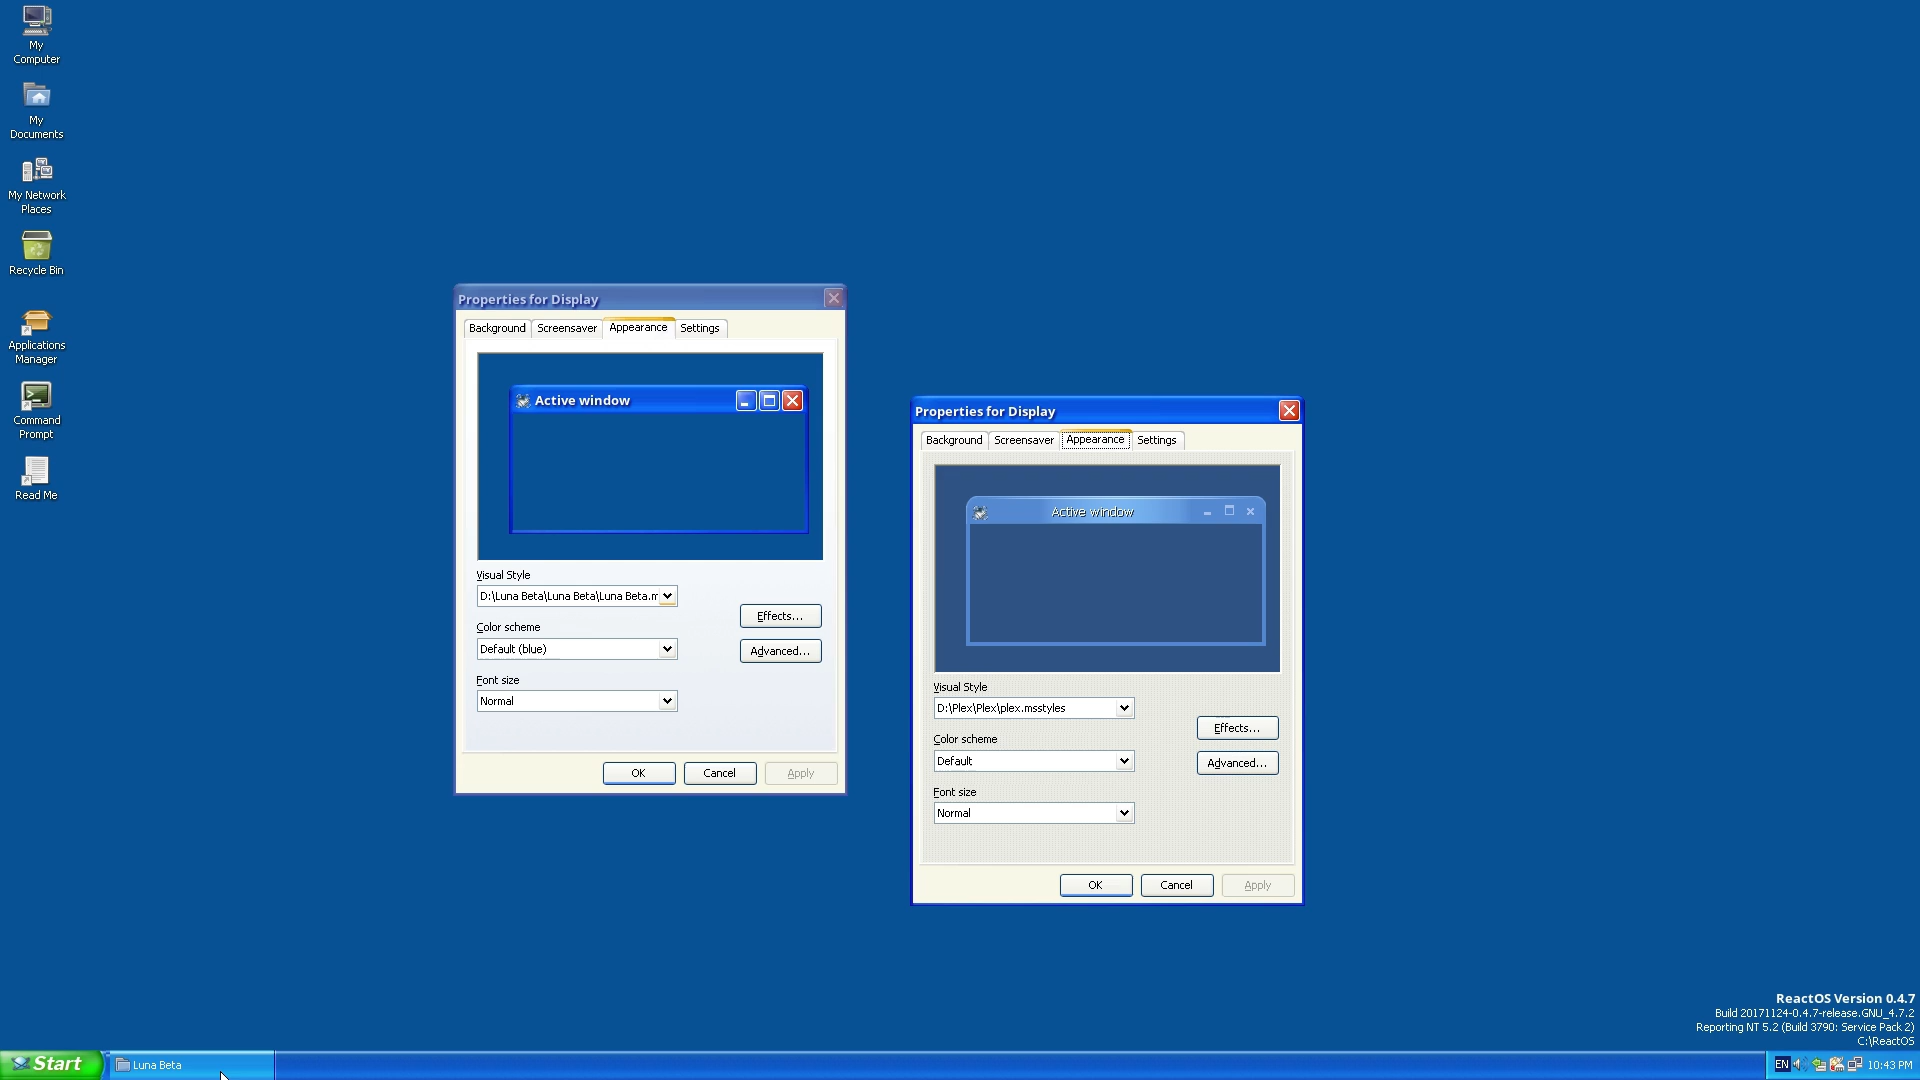 My
Computer
My
Documents
My Network
Places
Recycle Bin
Applications
Manager
Command
Prompt
Read Me
Properties for Display
Background Screensaver Appearance Settings
Active window
Visual Style
D:\Luna Beta\Luna Beta\Luna Beta.m
Effects...
Color scheme
Default (blue)
Advanced...
Font size
Normal
OK Cancel Apply
Properties for Display
Background Screensaver Appearance Settings
Active window
Visual Style
D:\Plex\Plex\plex.msstyles
Effects...
Color scheme
Default
Advanced...
Font size
Normal
OK Cancel Apply
ReactOS Version 0.4.7
Build 20171124-0.4.7-release.GNU_4.7.2
Reporting NT 5.2 (Build 3790: Service Pack 2)
C:\ReactOS
Start Luna Beta EN 10:43 PM